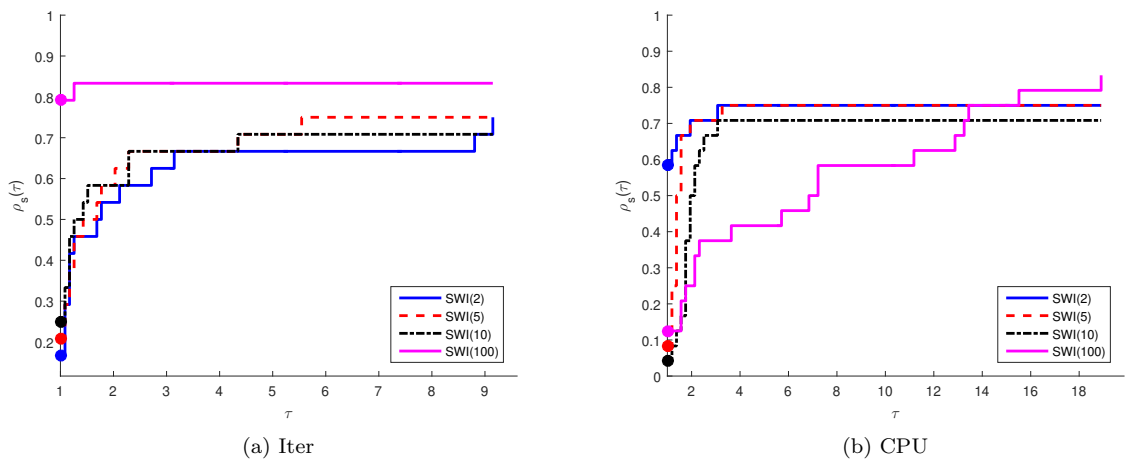 1
0.9
0.8
0.7
0.6
0.5
0.4
0.3
0.2
ρs(τ)
1 2 3 4 5 6 7 8 9
τ
SWI(2)
SWI(5)
SWI(10)
SWI(100)
(a) Iter
1
0.9
0.8
0.7
0.6
0.5
0.4
0.3
0.2
0.1
0
ρs(τ)
2 4 6 8 10 12 14 16 18
τ
SWI(2)
SWI(5)
SWI(10)
SWI(100)
(b) CPU